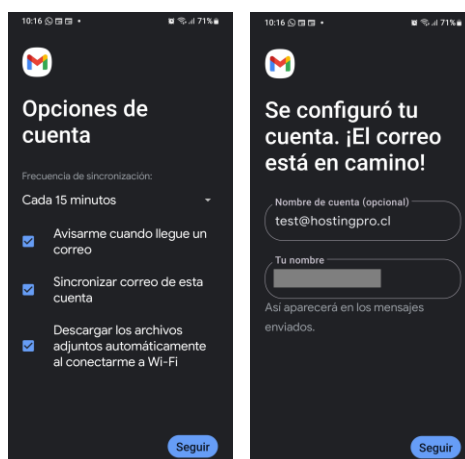 10:16
71%
Opciones de
cuenta
Frecuencia de sincronización:
Cada 15 minutos
Avisarme cuando llegue un
correo
Sincronizar correo de esta
cuenta
Descargar los archivos
adjuntos automáticamente
al conectarme a Wi-Fi
Seguir
10:16
71%
Se configuró tu
cuenta. ¡El correo
está en camino!
Nombre de cuenta (opcional)
test@hostingpro.cl
Tu nombre
Así aparecerá en los mensajes
enviados.
Seguir